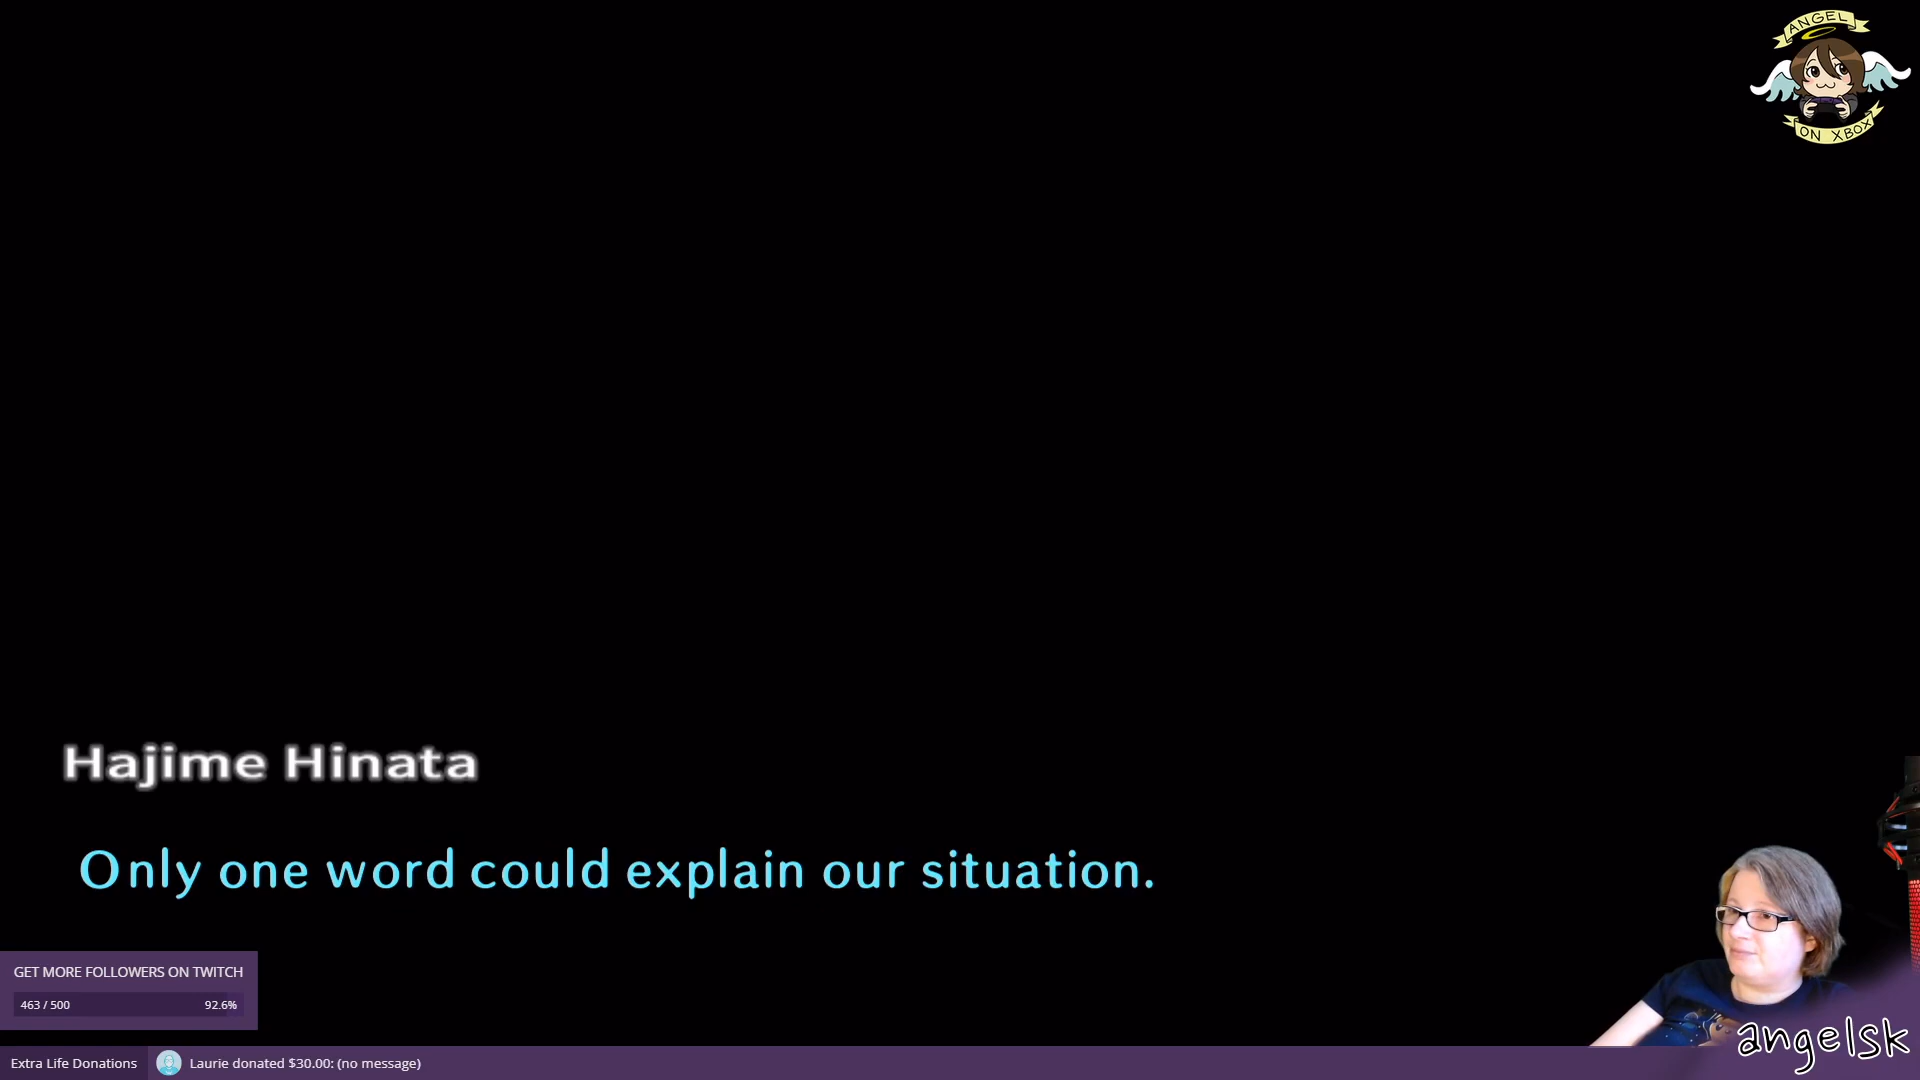 ANGEL
ON XBOX
Hajime Hinata
Only one word could explain our situation.
GET MORE FOLLOWERS ON TWITCH
463 / 500 92.6%
angelsk
Extra Life Donations Laurie donated $30.00: (no message)